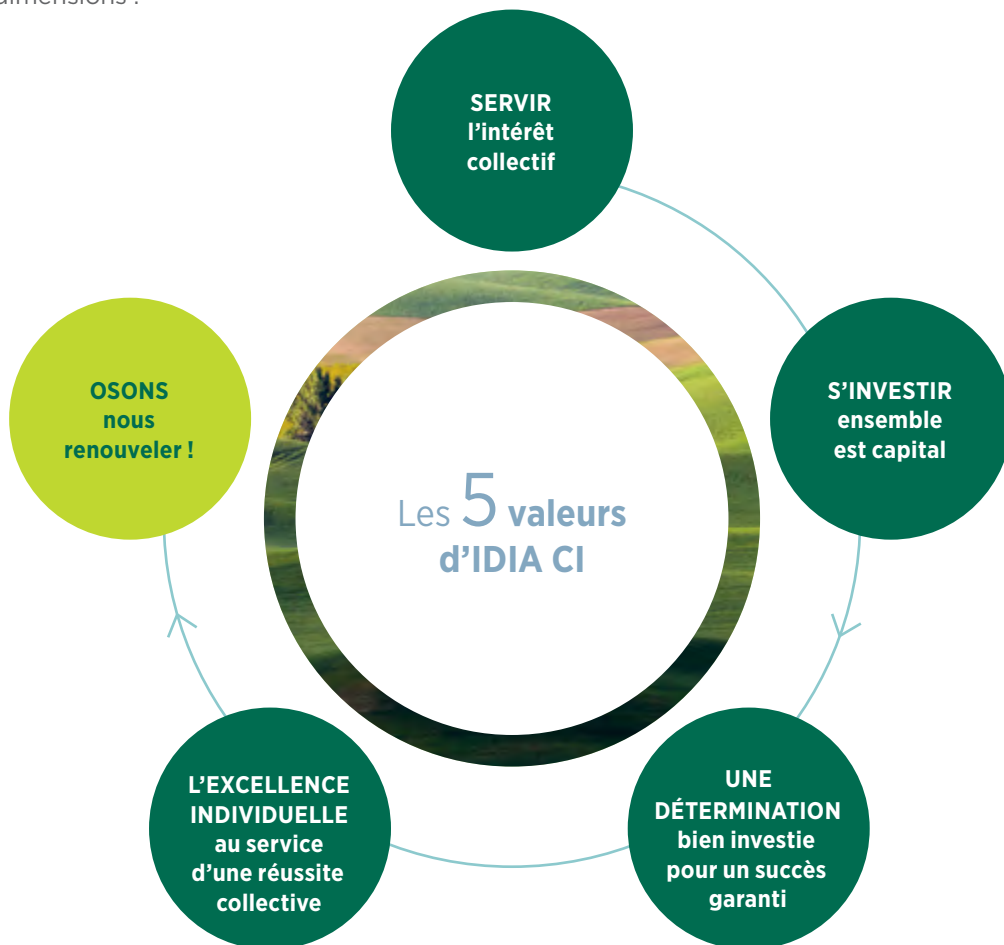 dimensions :
SERVIR
l'intérêt
collectif
S'INVESTIR
ensemble
est capital
UNE
DÉTERMINATION
bien investie
pour un succès
garanti
L'EXCELLENCE
INDIVIDUELLE
au service
d'une réussite
collective
OSONS
nous
renouveler !
Les 5 valeurs
d'IDIA CI